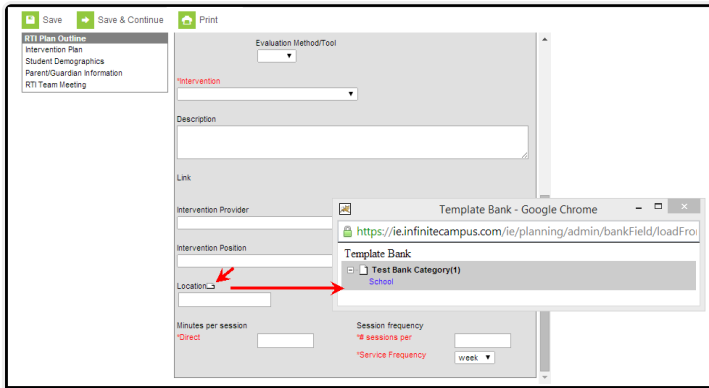 Save Save & Continue Print
RTI Plan Outline
Intervention Plan
Student Demographics
Parent/Guardian Information
RTI Team Meeting
Evaluation Method/Tool
*Intervention
Description
Link
Intervention Provider
Intervention Position
Location
Minutes per session Session frequency
*Direct *# sessions per
*Service Frequency week
Template Bank - Google Chrome
https://ie.infinitecampus.com/ie/planning/admin/bankField/loadFro
Template Bank
Test Bank Category(1)
School